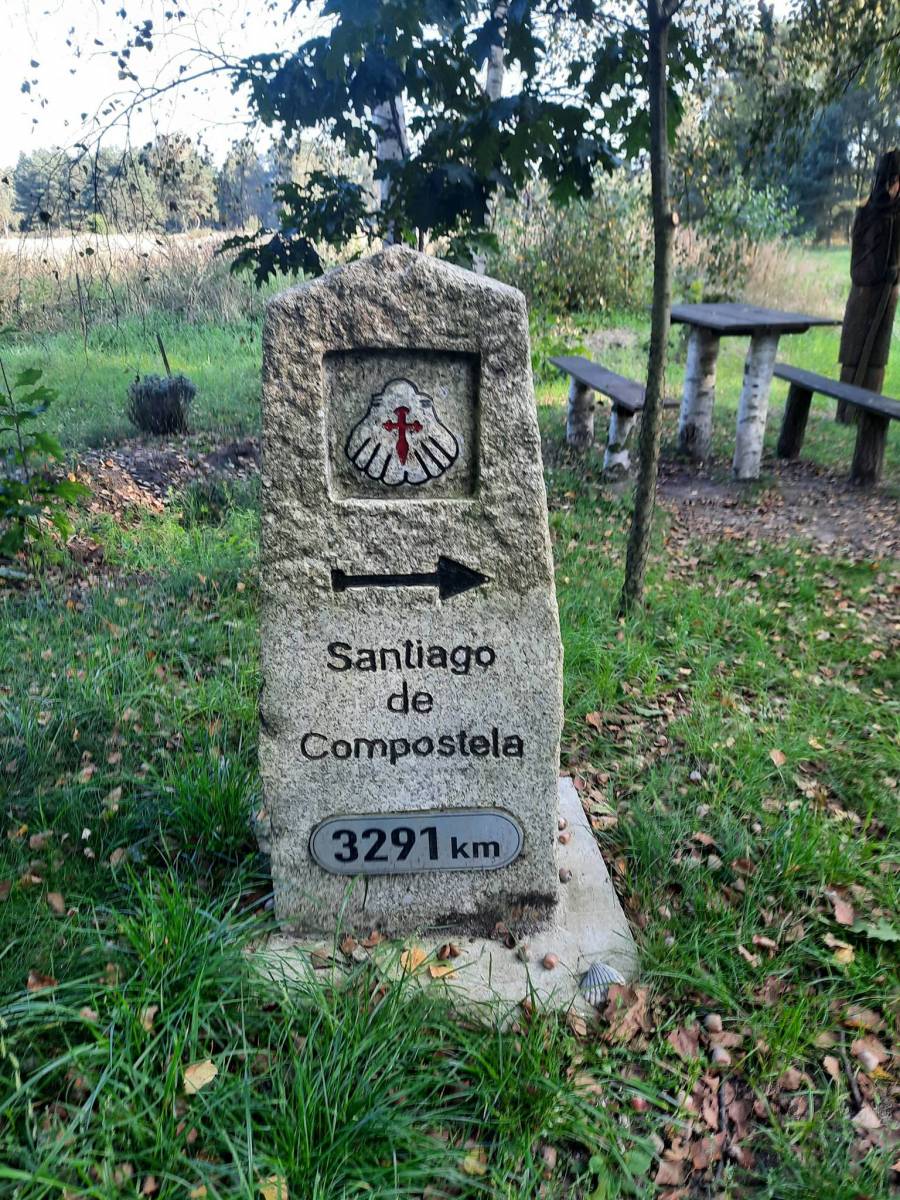 Santiago
de
Compostela
3291 km